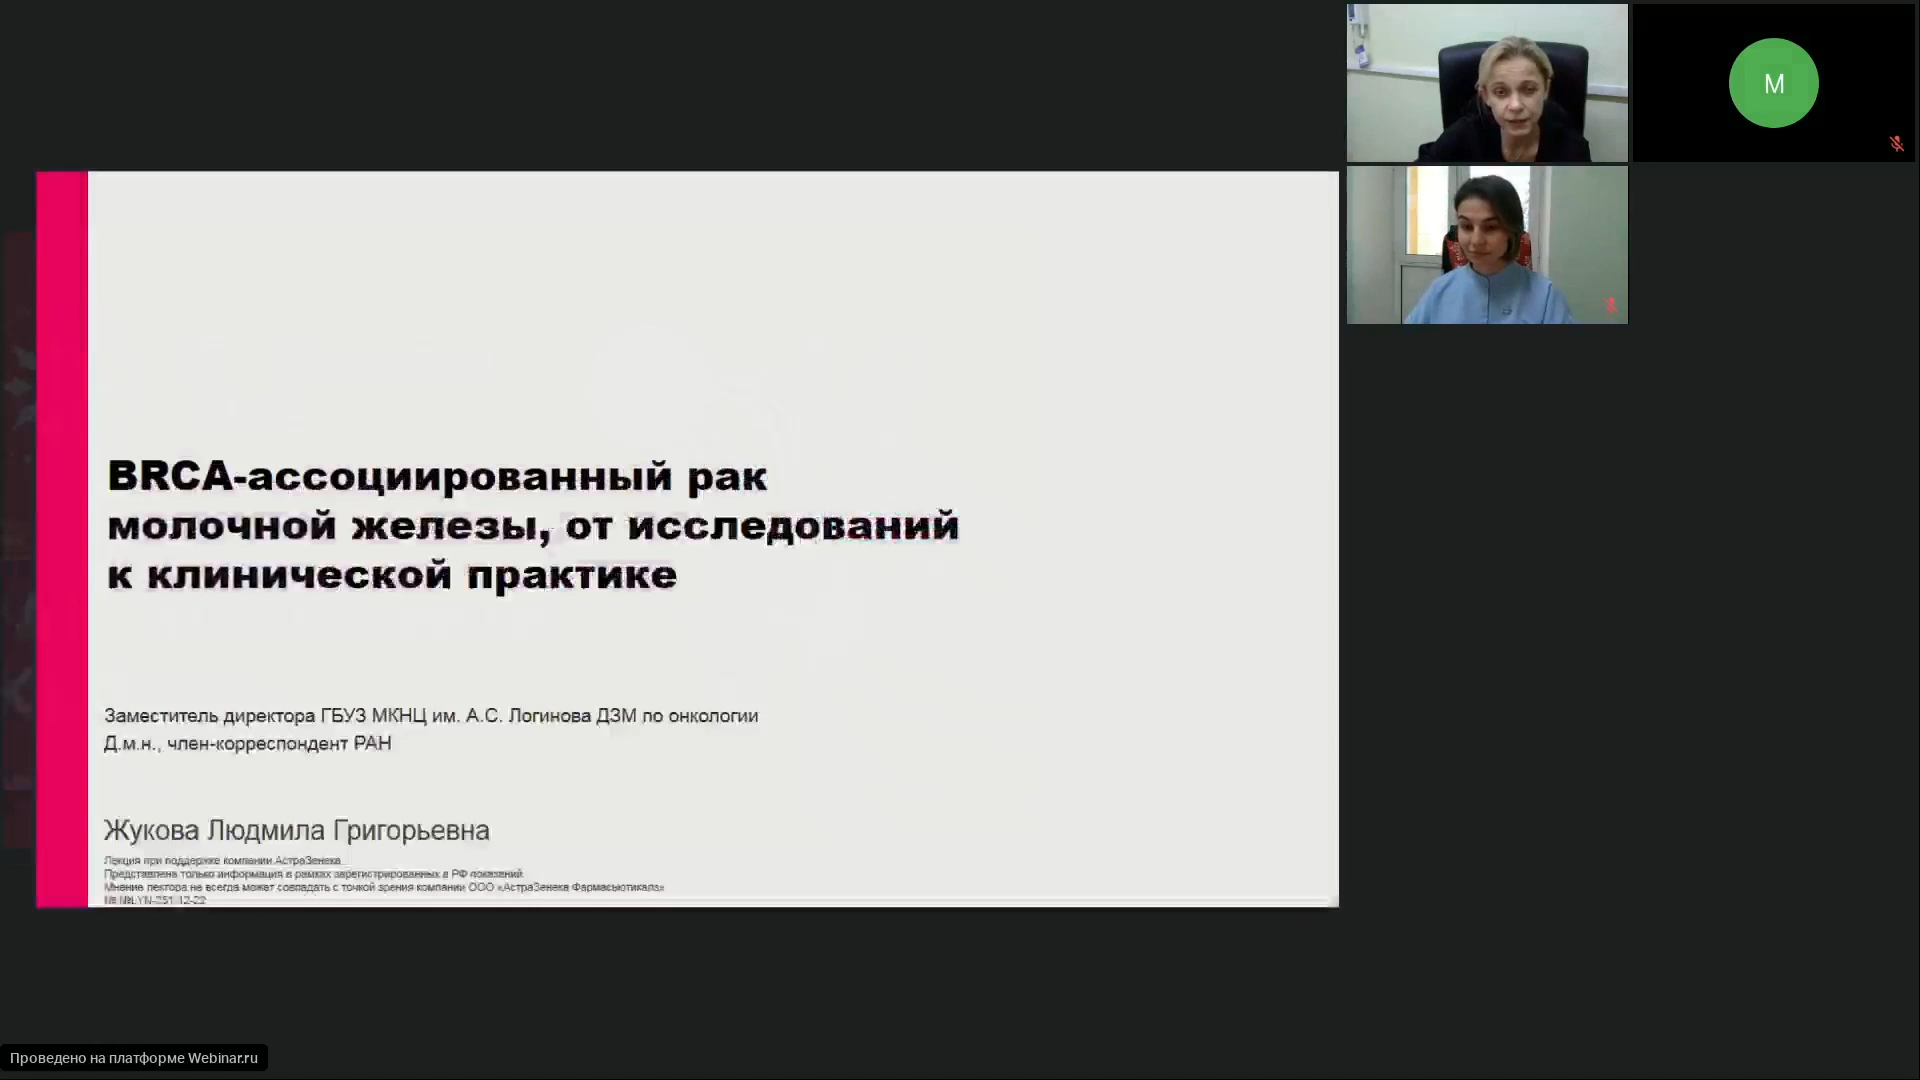 BRCA-ассоциированный рак
молочной железы, от исследований
к клинической практике
Заместитель директора ГБУЗ МКНЦ им. А.С. Логинова ДЗМ по онкологии
Д.м.н., член-корреспондент РАН
Жукова Людмила Григорьевна
Лекция при поддержке компании АстраЗенека
Представлена только информация в рамках зарегистрированных в РФ показаний
Мнение лектора не всегда может совпадать с точкой зрения компании ООО «АстраЗенека Фармасьютикалз»
M
Проведено на платформе Webinar.ru